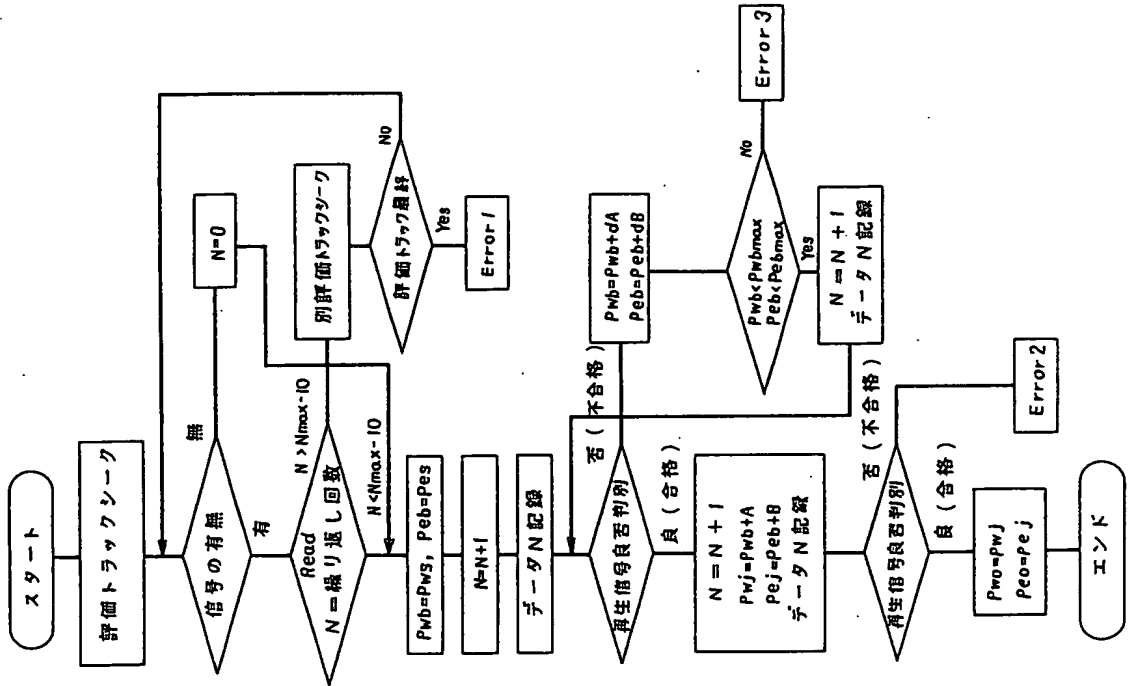 スタート
評価トラックシーク
信号の有無
無
有
N=0
Read
N=繰り返し回数
N>Nmax-10
N<Nmax-10
別評価トラックシーク
評価トラック最終
No
Yes
Error1
Pwb=Pws, Peb=Pes
N=N+1
データN記録
再生信号良否判別
否(不合格)
良(合格)
Pwb=Pwb+dA
Peb=Peb+dB
Pwb<Pwbmax
Peb<Pebmax
No
Yes
Error3
N=N+1
データN記録
N=N+1
Pwj=Pwb+A
Pej=Peb+B
データN記録
再生信号良否判別
否(不合格)
良(合格)
Error2
Pwo=Pwj
Peo=Pej
エンド